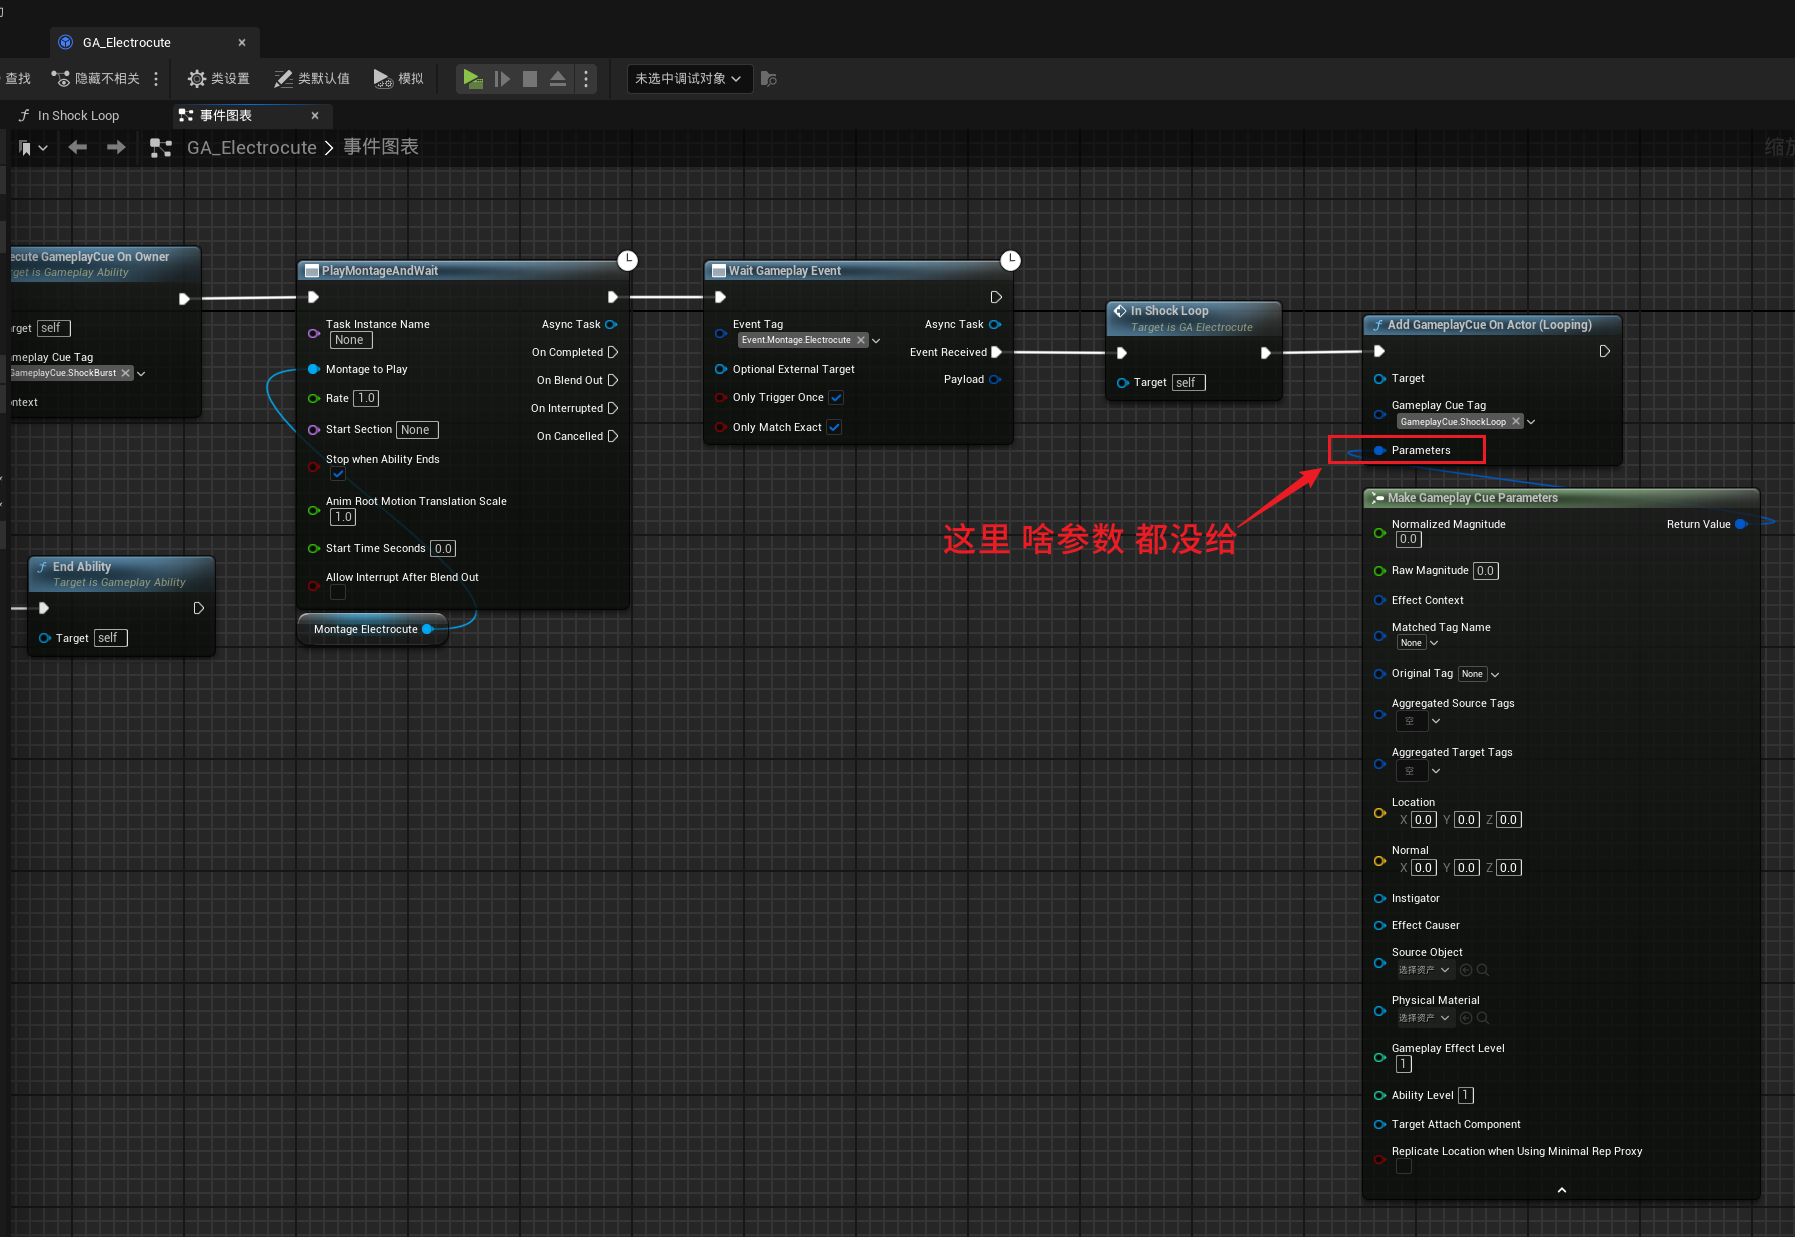 GA_Electrocute
查找
隐藏不相关
类设置
类默认值
模拟
未选中调试对象
In Shock Loop
事件图表
GA_Electrocute > 事件图表
缩放
ecute GameplayCue On Owner
rget is Gameplay Ability
rget self
meplay Cue Tag
GameplayCue.ShockBurst
ntext
End Ability
Target is Gameplay Ability
Target self
PlayMontageAndWait
Task Instance Name
None
Async Task
On Completed
Montage to Play
On Blend Out
Rate 1.0
On Interrupted
Start Section None
On Cancelled
Stop when Ability Ends
Anim Root Motion Translation Scale
1.0
Start Time Seconds 0.0
Allow Interrupt After Blend Out
Montage Electrocute
Wait Gameplay Event
Event Tag
Event.Montage.Electrocute
Async Task
Event Received
Optional External Target
Payload
Only Trigger Once
Only Match Exact
In Shock Loop
Target is GA Electrocute
Target self
Add GameplayCue On Actor (Looping)
Target
Gameplay Cue Tag
GameplayCue.ShockLoop
Parameters
这里 啥参数 都没给
Make Gameplay Cue Parameters
Normalized Magnitude
0.0
Return Value
Raw Magnitude 0.0
Effect Context
Matched Tag Name
None
Original Tag None
Aggregated Source Tags
空
Aggregated Target Tags
空
Location
X 0.0 Y 0.0 Z 0.0
Normal
X 0.0 Y 0.0 Z 0.0
Instigator
Effect Causer
Source Object
选择资产
Physical Material
选择资产
Gameplay Effect Level
1
Ability Level 1
Target Attach Component
Replicate Location when Using Minimal Rep Proxy